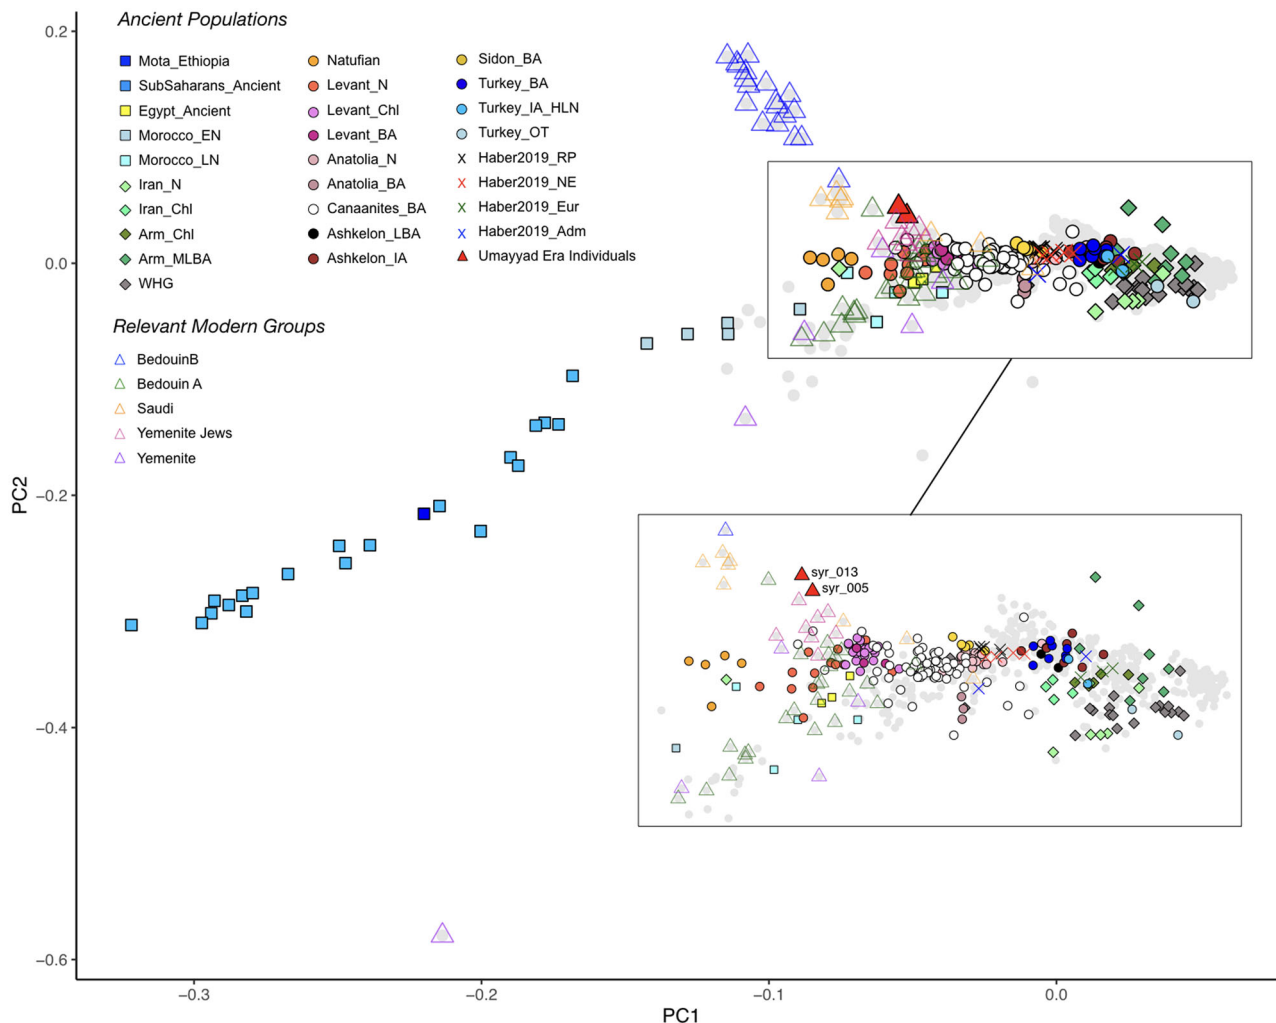 Ancient Populations
Mota_Ethiopia
SubSaharans_Ancient
Egypt_Ancient
Morocco_EN
Morocco_LN
Iran_N
Iran_Chl
Arm_Chl
Arm_MLBA
WHG
Natufian
Levant_N
Levant_Chl
Levant_BA
Anatolia_N
Anatolia_BA
Canaanites_BA
Ashkelon_LBA
Ashkelon_IA
Sidon_BA
Turkey_BA
Turkey_IA_HLN
Turkey_OT
Haber2019_RP
Haber2019_NE
Haber2019_Eur
Haber2019_Adm
Umayyad Era Individuals
Relevant Modern Groups
BedouinB
Bedouin A
Saudi
Yemenite Jews
Yemenite
syr_013
syr_005
PC2
0.2
0.0
−0.2
−0.4
−0.6
−0.3
−0.2
−0.1
0.0
PC1